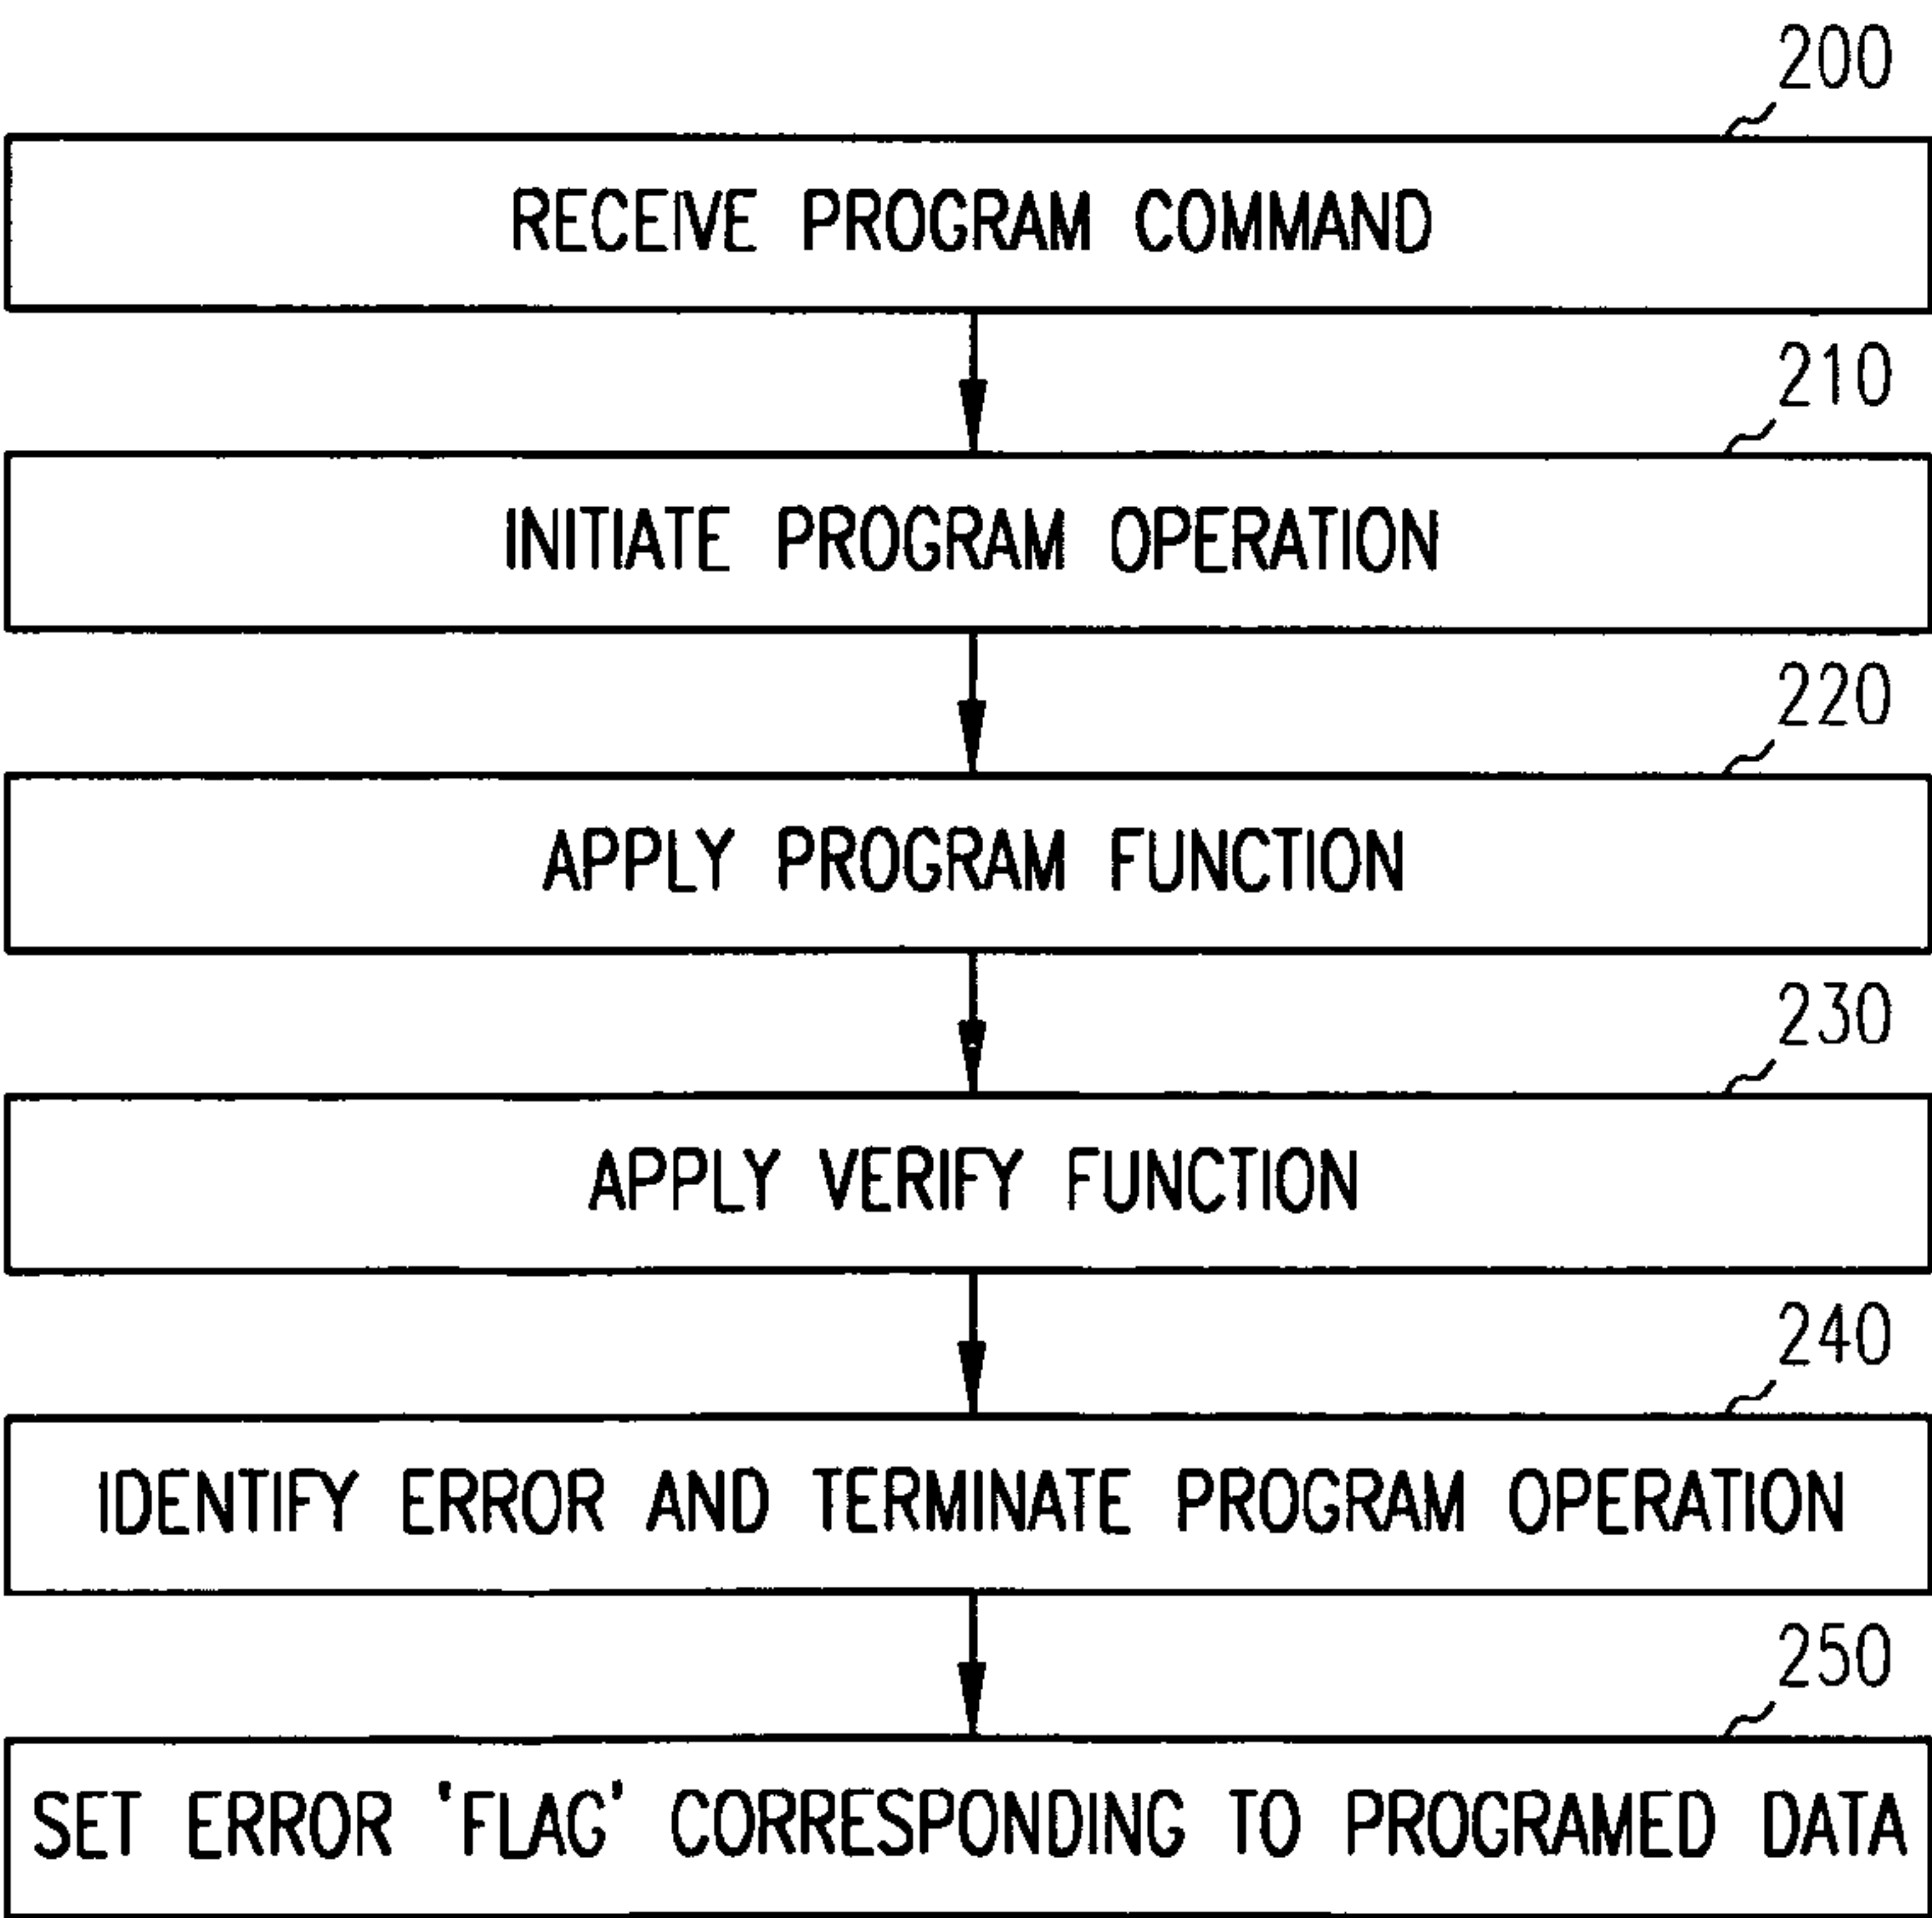 200
RECEIVE PROGRAM COMMAND
210
INITIATE PROGRAM OPERATION
220
APPLY PROGRAM FUNCTION
230
APPLY VERIFY FUNCTION
240
IDENTIFY ERROR AND TERMINATE PROGRAM OPERATION
250
SET ERROR 'FLAG' CORRESPONDING TO PROGRAMED DATA